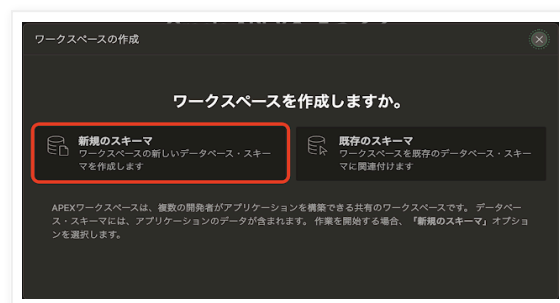 ワークスペースの作成
ワークスペースを作成しますか。
新規のスキーマ
ワークスペースの新しいデータベース・スキー
マを作成します
既存のスキーマ
ワークスペースを既存のデータベース・スキー
マに関連付けます
APEXワークスペースは、複数の開発者がアプリケーションを構築できる共有のワークスペースです。 データベー
ス・スキーマには、アプリケーションのデータが含まれます。 作業を開始する場合、「新規のスキーマ」オプショ
ンを選択します。